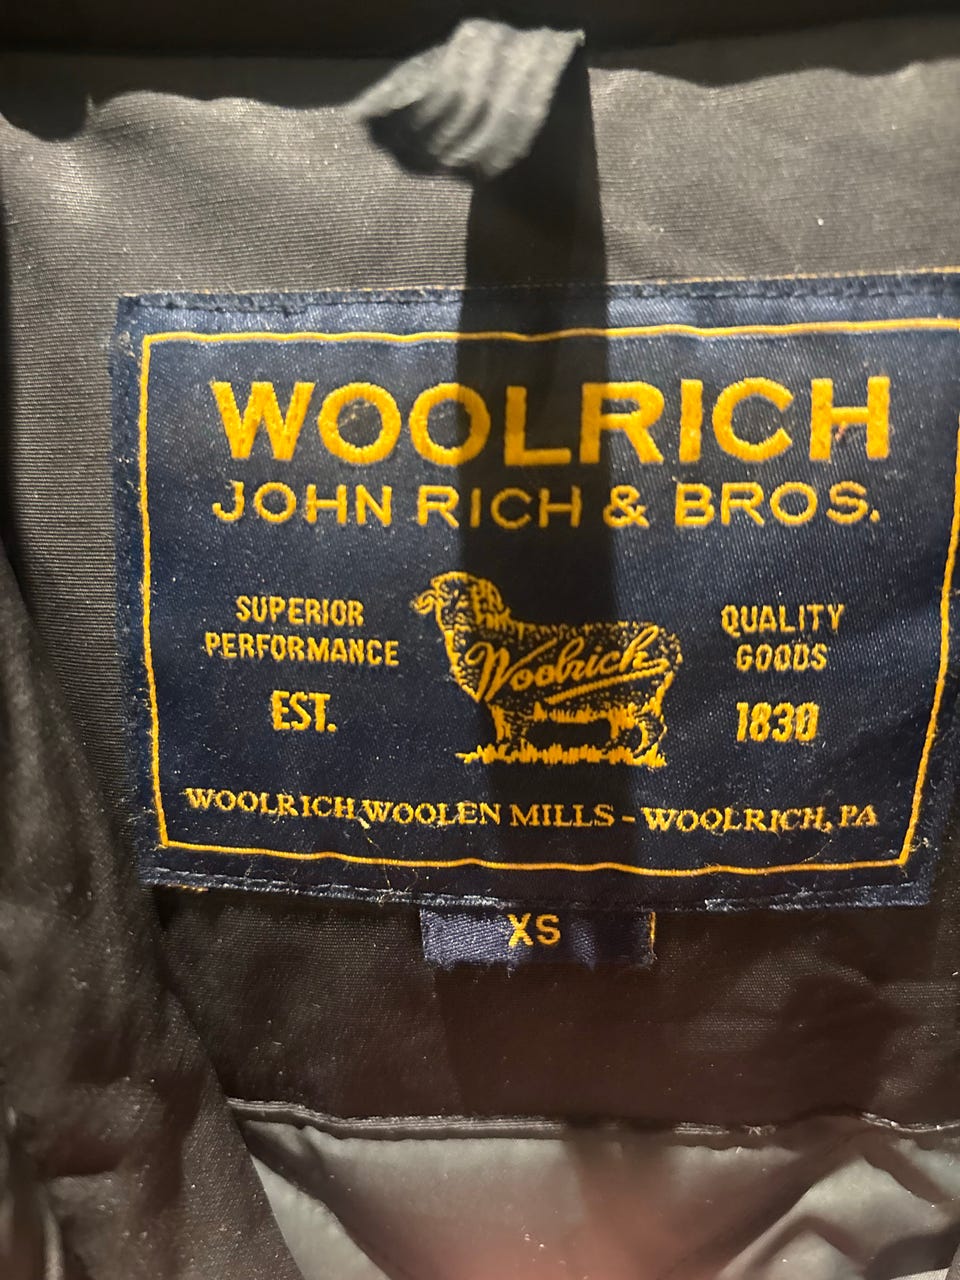 WOOLRICH
JOHN RICH & BROS.
SUPERIOR
PERFORMANCE
EST.
Woolrich
QUALITY
GOODS
1830
WOOLRICH WOOLEN MILLS - WOOLRICH, PA
XS